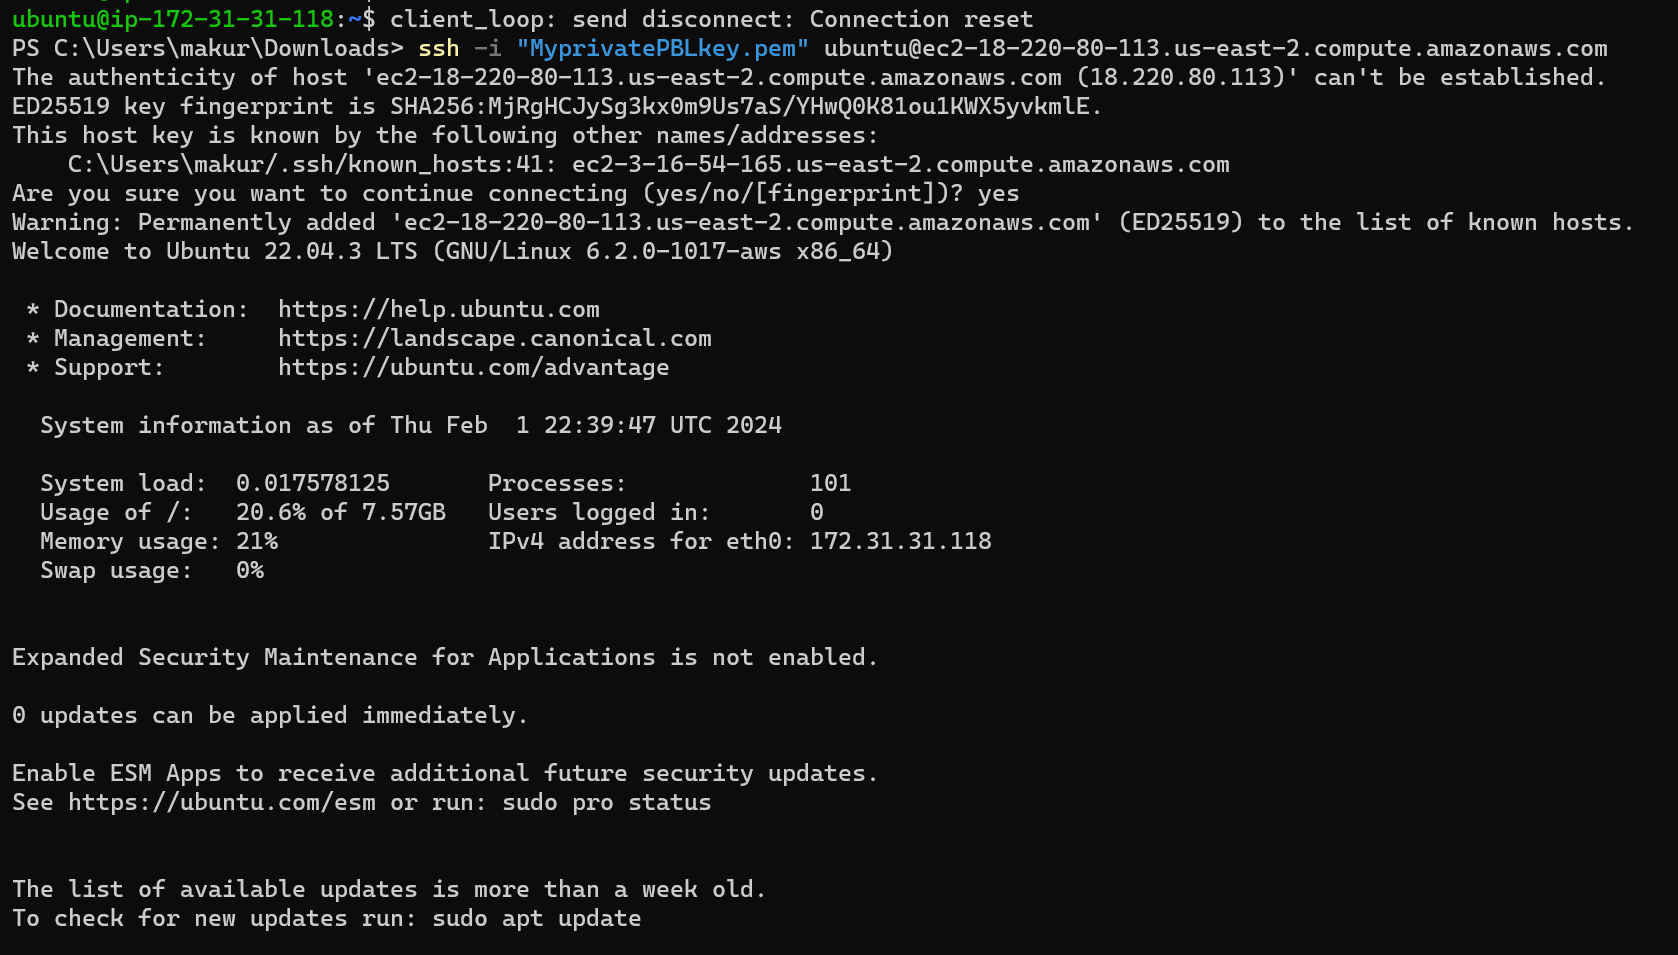 ubuntu@ip-172-31-31-118:~$ client_loop: send disconnect: Connection reset
PS C:\Users\makur\Downloads> ssh -i "MyprivatePBLkey.pem" ubuntu@ec2-18-220-80-113.us-east-2.compute.amazonaws.com
The authenticity of host 'ec2-18-220-80-113.us-east-2.compute.amazonaws.com (18.220.80.113)' can't be established.
ED25519 key fingerprint is SHA256:MjRgHCJySg3kx0m9Us7aS/YHwQ0K81ou1KWX5yvkmlE.
This host key is known by the following other names/addresses:
    C:\Users\makur/.ssh/known_hosts:41: ec2-3-16-54-165.us-east-2.compute.amazonaws.com
Are you sure you want to continue connecting (yes/no/[fingerprint])? yes
Warning: Permanently added 'ec2-18-220-80-113.us-east-2.compute.amazonaws.com' (ED25519) to the list of known hosts.
Welcome to Ubuntu 22.04.3 LTS (GNU/Linux 6.2.0-1017-aws x86_64)

 * Documentation:  https://help.ubuntu.com
 * Management:     https://landscape.canonical.com
 * Support:        https://ubuntu.com/advantage

  System information as of Thu Feb  1 22:39:47 UTC 2024

  System load:  0.017578125       Processes:             101
  Usage of /:   20.6% of 7.57GB   Users logged in:       0
  Memory usage: 21%               IPv4 address for eth0: 172.31.31.118
  Swap usage:   0%

Expanded Security Maintenance for Applications is not enabled.

0 updates can be applied immediately.

Enable ESM Apps to receive additional future security updates.
See https://ubuntu.com/esm or run: sudo pro status

The list of available updates is more than a week old.
To check for new updates run: sudo apt update